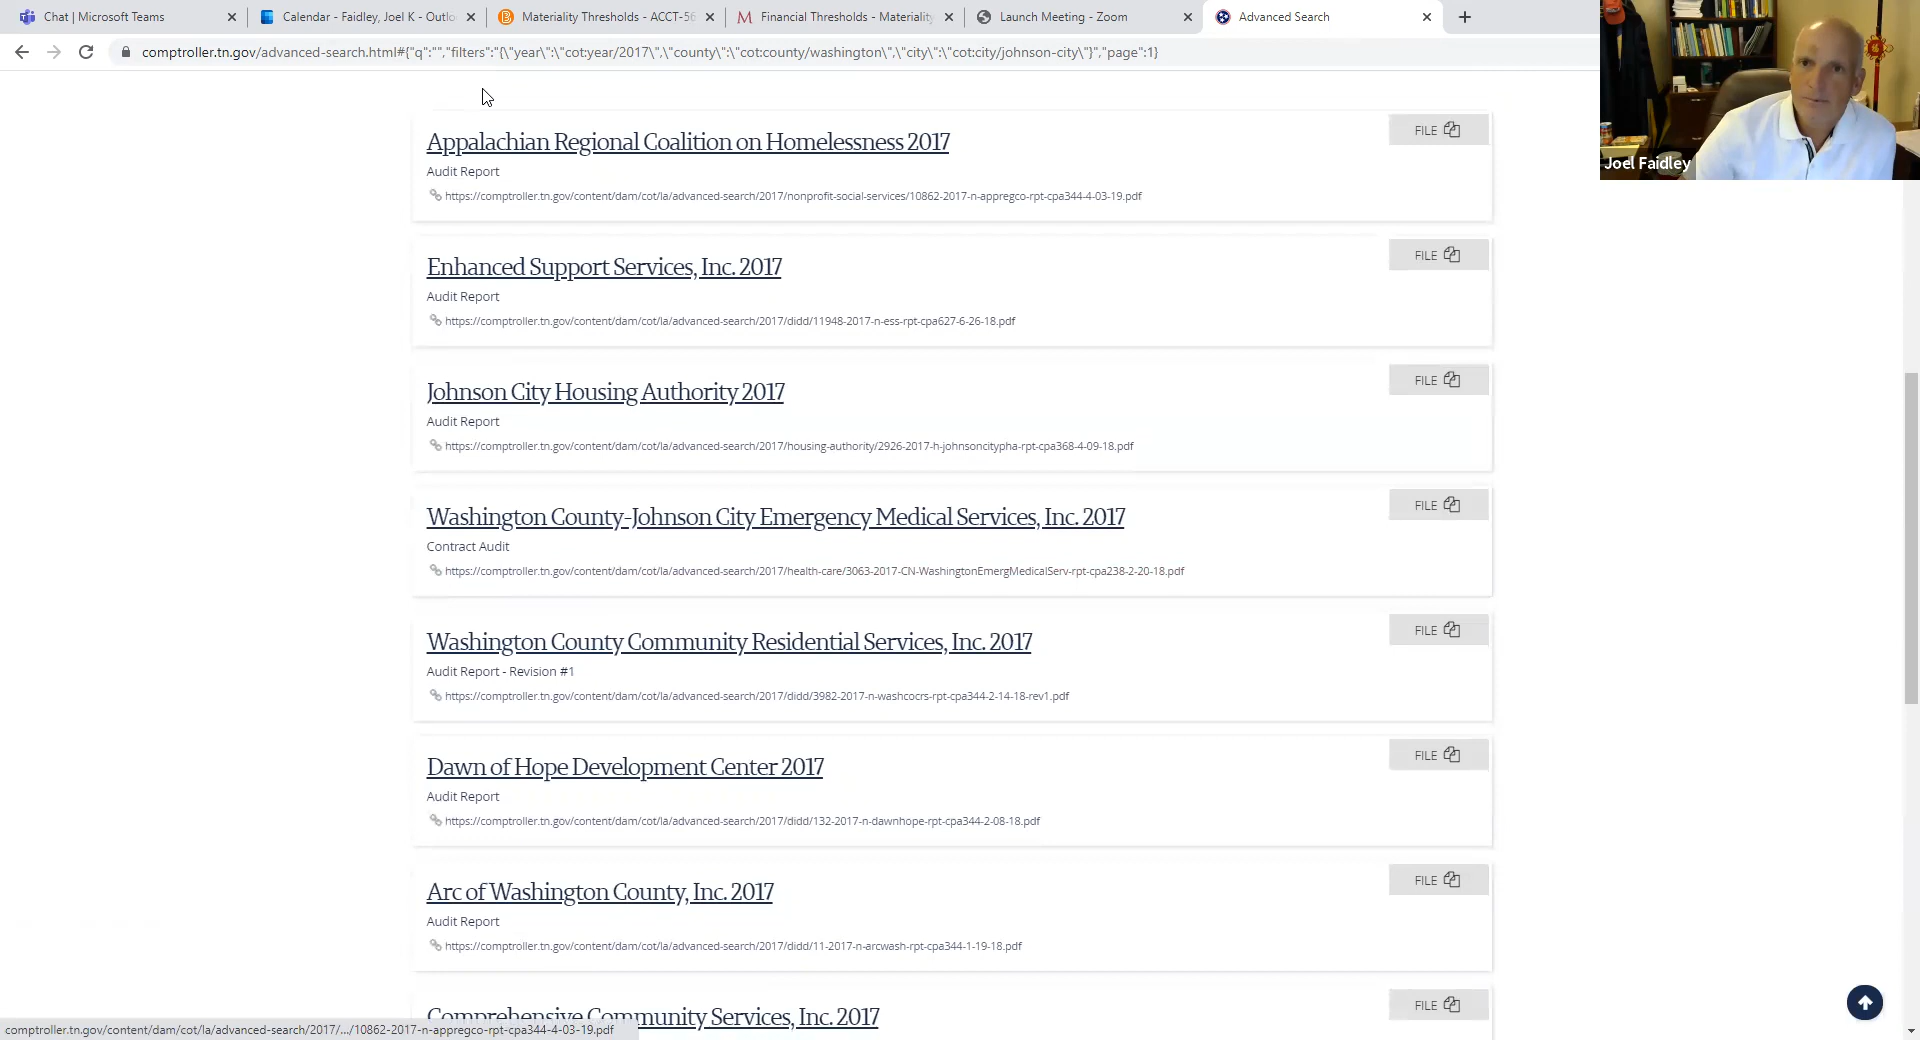 Chat | Microsoft Teams
Calendar - Faidley, Joel K - Outlo
Materiality Thresholds - ACCT-56
Financial Thresholds - Materiality
Launch Meeting - Zoom
Advanced Search
comptroller.tn.gov/advanced-search.html#{"q":"","filters":"{\"year\":\"cot:year/2017\",\"county\":\"cot:county/washington\",\"city\":\"cot:city/johnson-city\"}","page":1}
Joel Faidley
Appalachian Regional Coalition on Homelessness 2017
FILE
Audit Report
https://comptroller.tn.gov/content/dam/cot/la/advanced-search/2017/nonprofit-social-services/10862-2017-n-appregco-rpt-cpa344-4-03-19.pdf
Enhanced Support Services, Inc. 2017
FILE
Audit Report
https://comptroller.tn.gov/content/dam/cot/la/advanced-search/2017/didd/11948-2017-n-ess-rpt-cpa627-6-26-18.pdf
Johnson City Housing Authority 2017
FILE
Audit Report
https://comptroller.tn.gov/content/dam/cot/la/advanced-search/2017/housing-authority/2926-2017-h-johnsoncitypha-rpt-cpa368-4-09-18.pdf
Washington County-Johnson City Emergency Medical Services, Inc. 2017
FILE
Contract Audit
https://comptroller.tn.gov/content/dam/cot/la/advanced-search/2017/health-care/3063-2017-CN-WashingtonEmergMedicalServ-rpt-cpa238-2-20-18.pdf
Washington County Community Residential Services, Inc. 2017
FILE
Audit Report - Revision #1
https://comptroller.tn.gov/content/dam/cot/la/advanced-search/2017/didd/3982-2017-n-washcocrs-rpt-cpa344-2-14-18-rev1.pdf
Dawn of Hope Development Center 2017
FILE
Audit Report
https://comptroller.tn.gov/content/dam/cot/la/advanced-search/2017/didd/132-2017-n-dawnhope-rpt-cpa344-2-08-18.pdf
Arc of Washington County, Inc. 2017
FILE
Audit Report
https://comptroller.tn.gov/content/dam/cot/la/advanced-search/2017/didd/11-2017-n-arcwash-rpt-cpa344-1-19-18.pdf
Comprehensive Community Services, Inc. 2017
FILE
comptroller.tn.gov/content/dam/cot/la/advanced-search/2017/.../10862-2017-n-appregco-rpt-cpa344-4-03-19.pdf